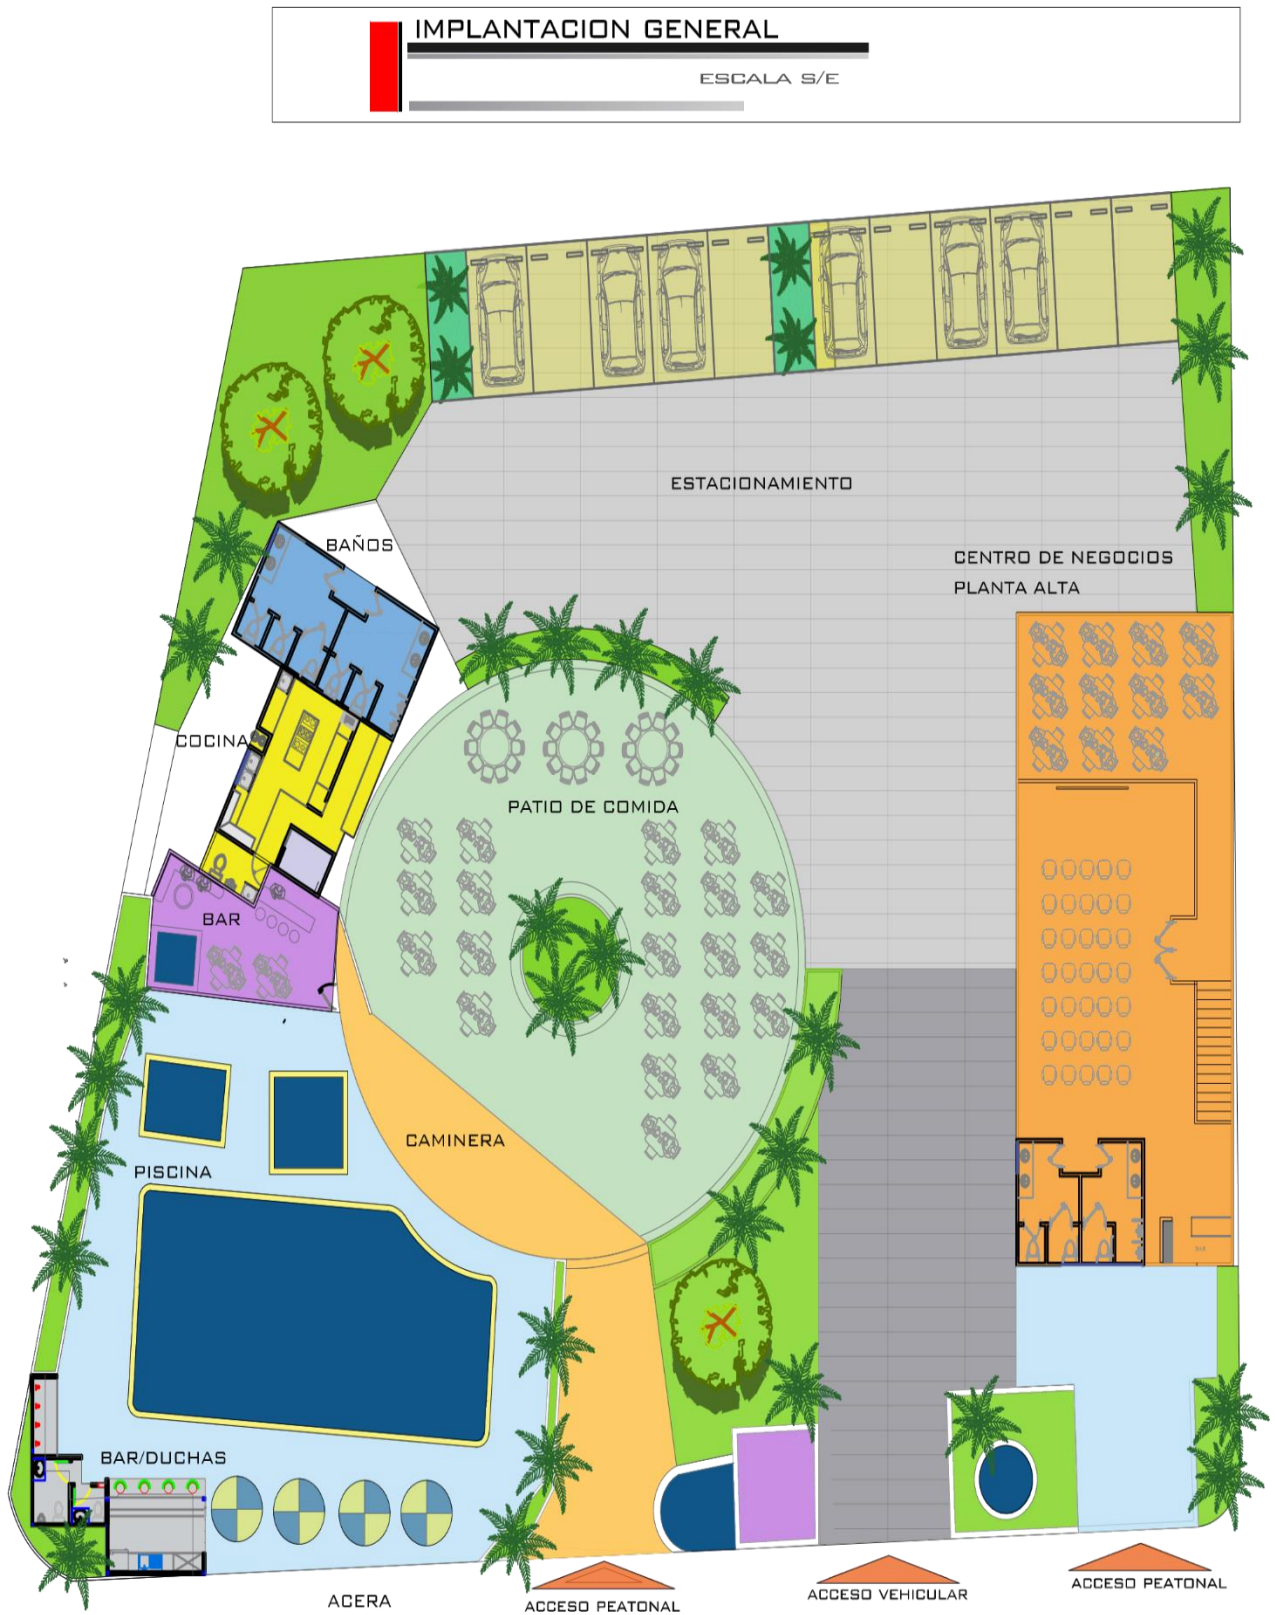 IMPLANTACION GENERAL
ESCALA S/E
ESTACIONAMIENTO
BAÑOS
CENTRO DE NEGOCIOS
PLANTA ALTA
COCINA
PATIO DE COMIDA
BAR
CAMINERA
PISCINA
BAR/DUCHAS
ACERA
ACCESO PEATONAL
ACCESO VEHICULAR
ACCESO PEATONAL